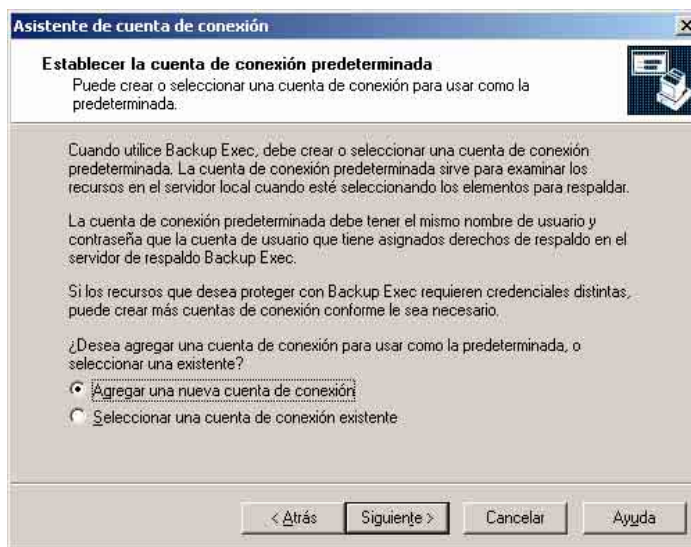 Asistente de cuenta de conexión
Establecer la cuenta de conexión predeterminada
Puede crear o seleccionar una cuenta de conexión para usar como la
predeterminada.
Cuando utilice Backup Exec, debe crear o seleccionar una cuenta de conexión
predeterminada. La cuenta de conexión predeterminada sirve para examinar los
recursos en el servidor local cuando esté seleccionando los elementos para respaldar.
La cuenta de conexión predeterminada debe tener el mismo nombre de usuario y
contraseña que la cuenta de usuario que tiene asignados derechos de respaldo en el
servidor de respaldo Backup Exec.
Si los recursos que desea proteger con Backup Exec requieren credenciales distintas,
puede crear más cuentas de conexión conforme le sea necesario.
¿Desea agregar una cuenta de conexión para usar como la predeterminada, o
seleccionar una existente?
Agregar una nueva cuenta de conexión
Seleccionar una cuenta de conexión existente
< Atrás Siguiente > Cancelar Ayuda